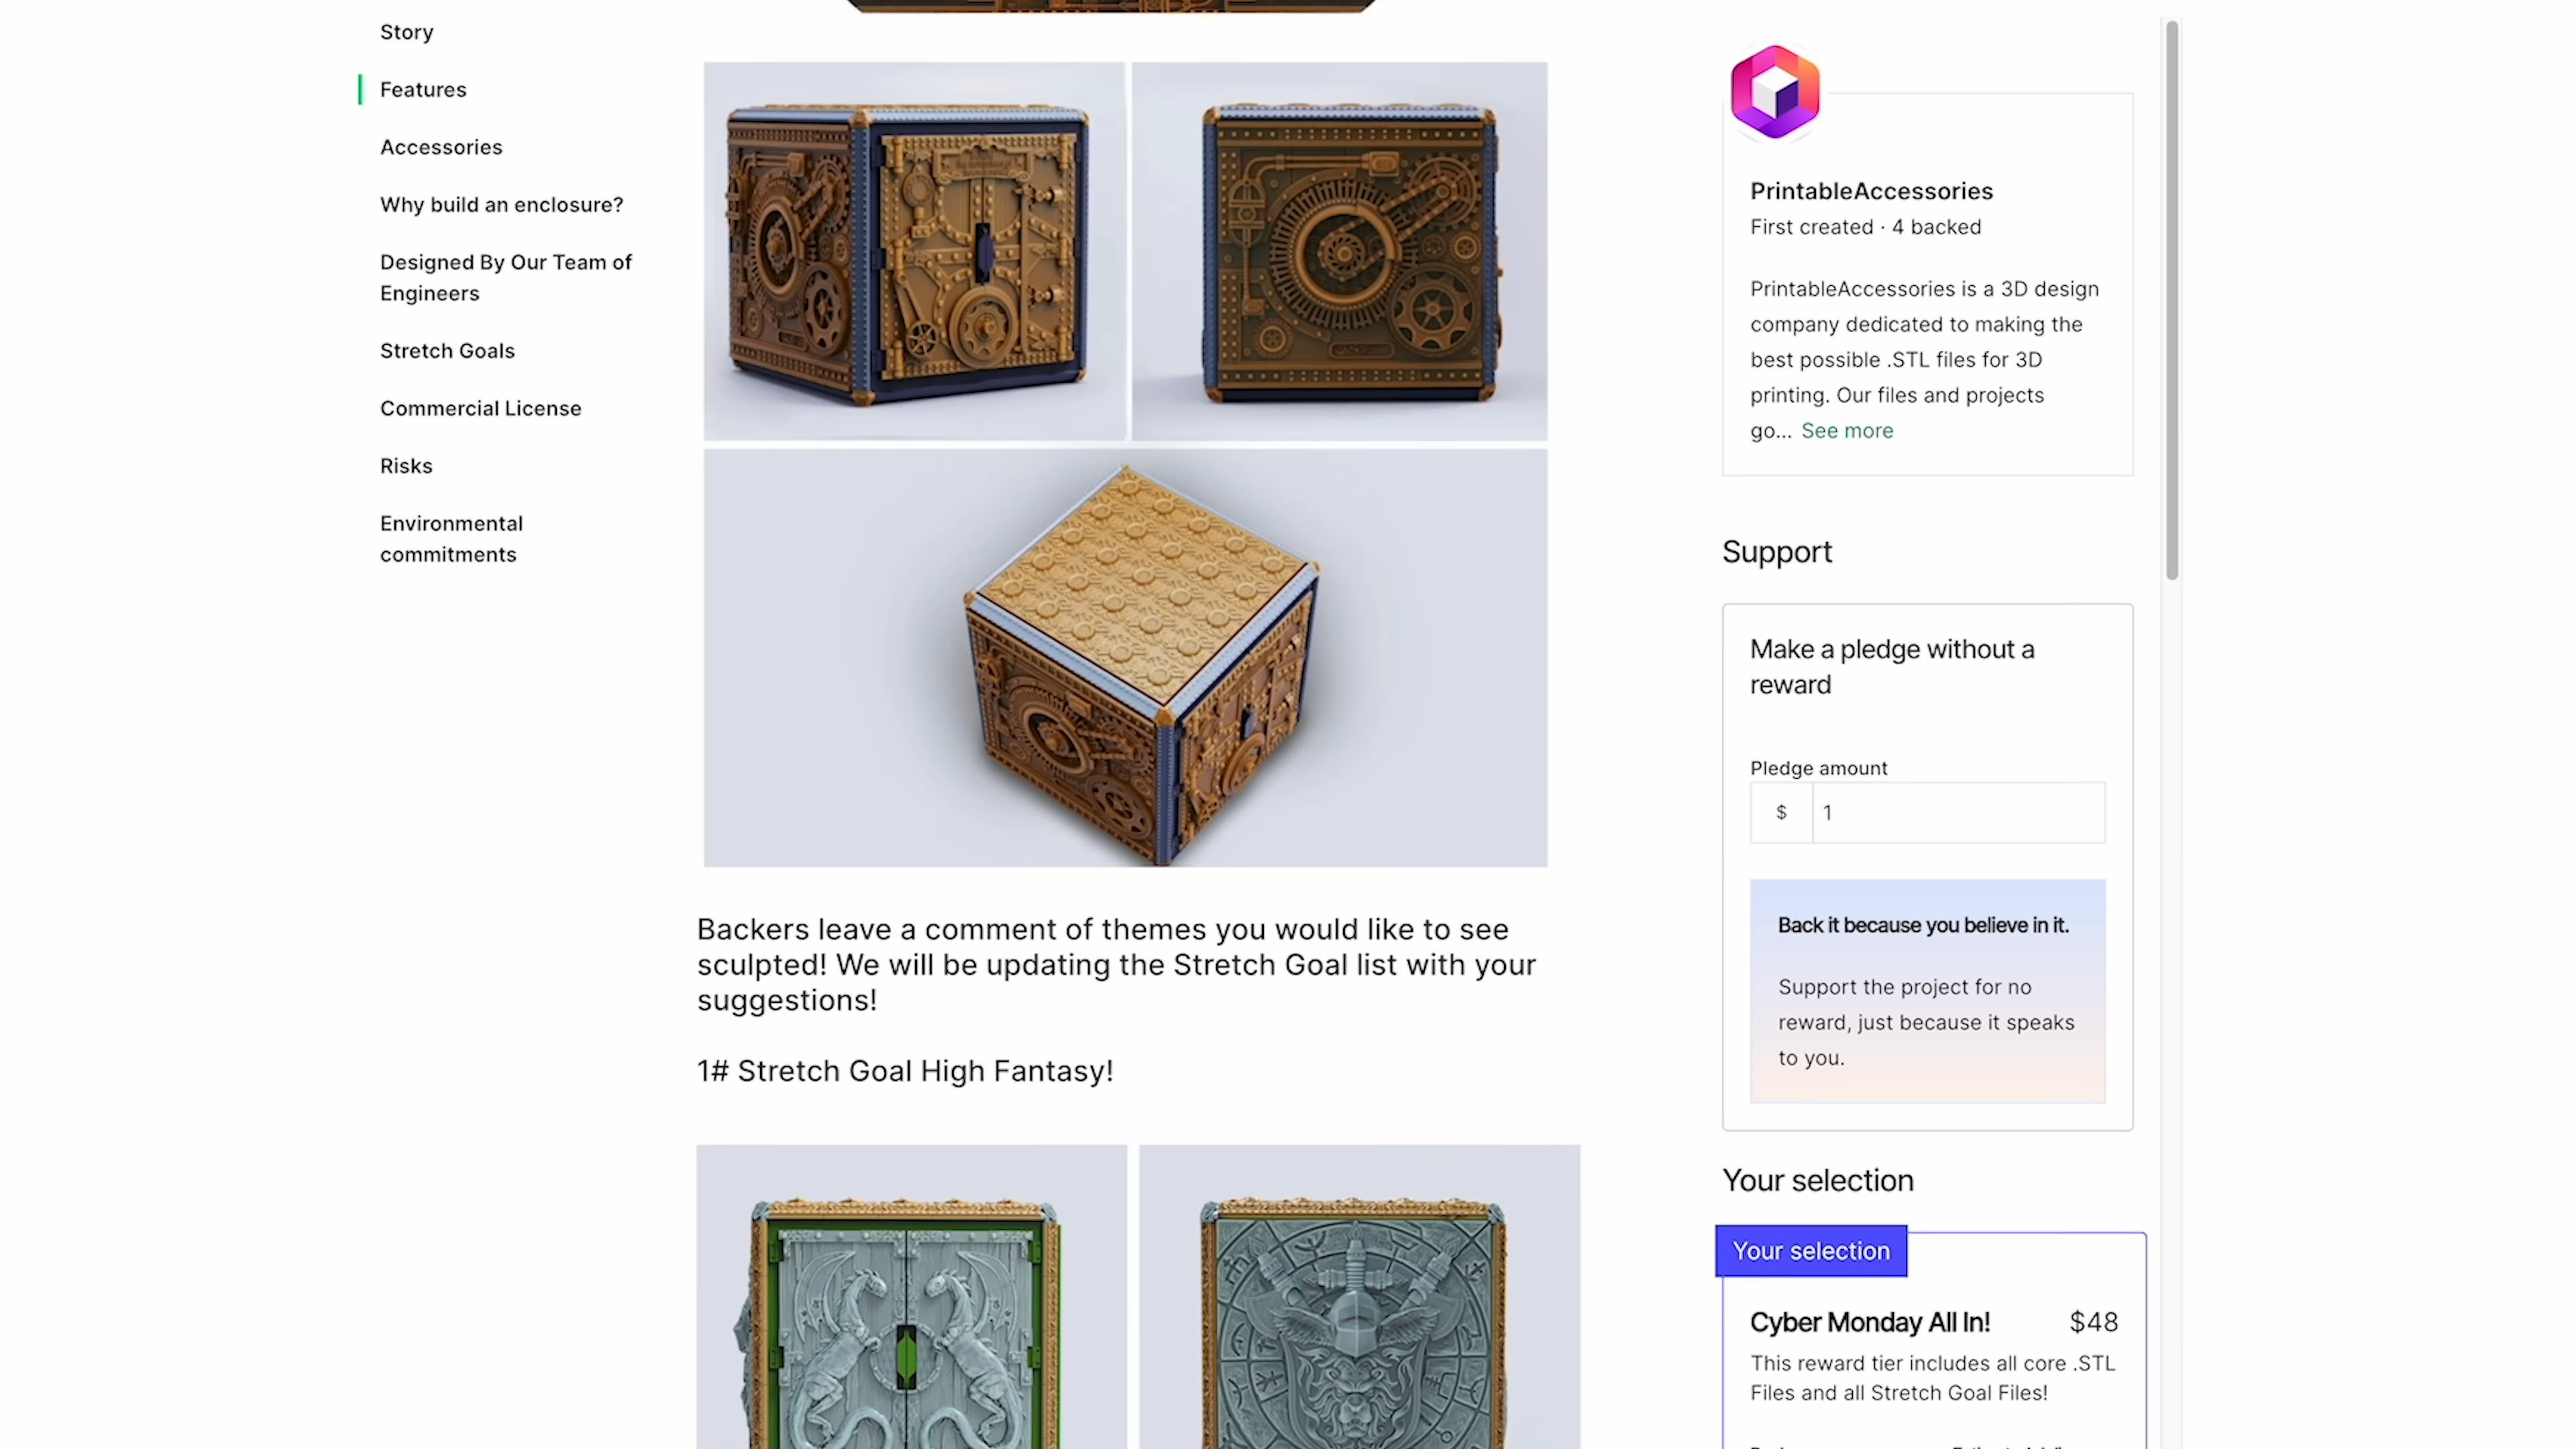 Story
Features
Accessories
Why build an enclosure?
Designed By Our Team of
Engineers
Stretch Goals
Commercial License
Risks
Environmental
commitments
Backers leave a comment of themes you would like to see
sculpted! We will be updating the Stretch Goal list with your
suggestions!
1# Stretch Goal High Fantasy!
PrintableAccessories
First created · 4 backed
PrintableAccessories is a 3D design
company dedicated to making the
best possible .STL files for 3D
printing. Our files and projects
go... See more
Support
Make a pledge without a
reward
Pledge amount
$ 1
Back it because you believe in it.
Support the project for no
reward, just because it speaks
to you.
Your selection
Your selection
Cyber Monday All In! $48
This reward tier includes all core .STL
Files and all Stretch Goal Files!